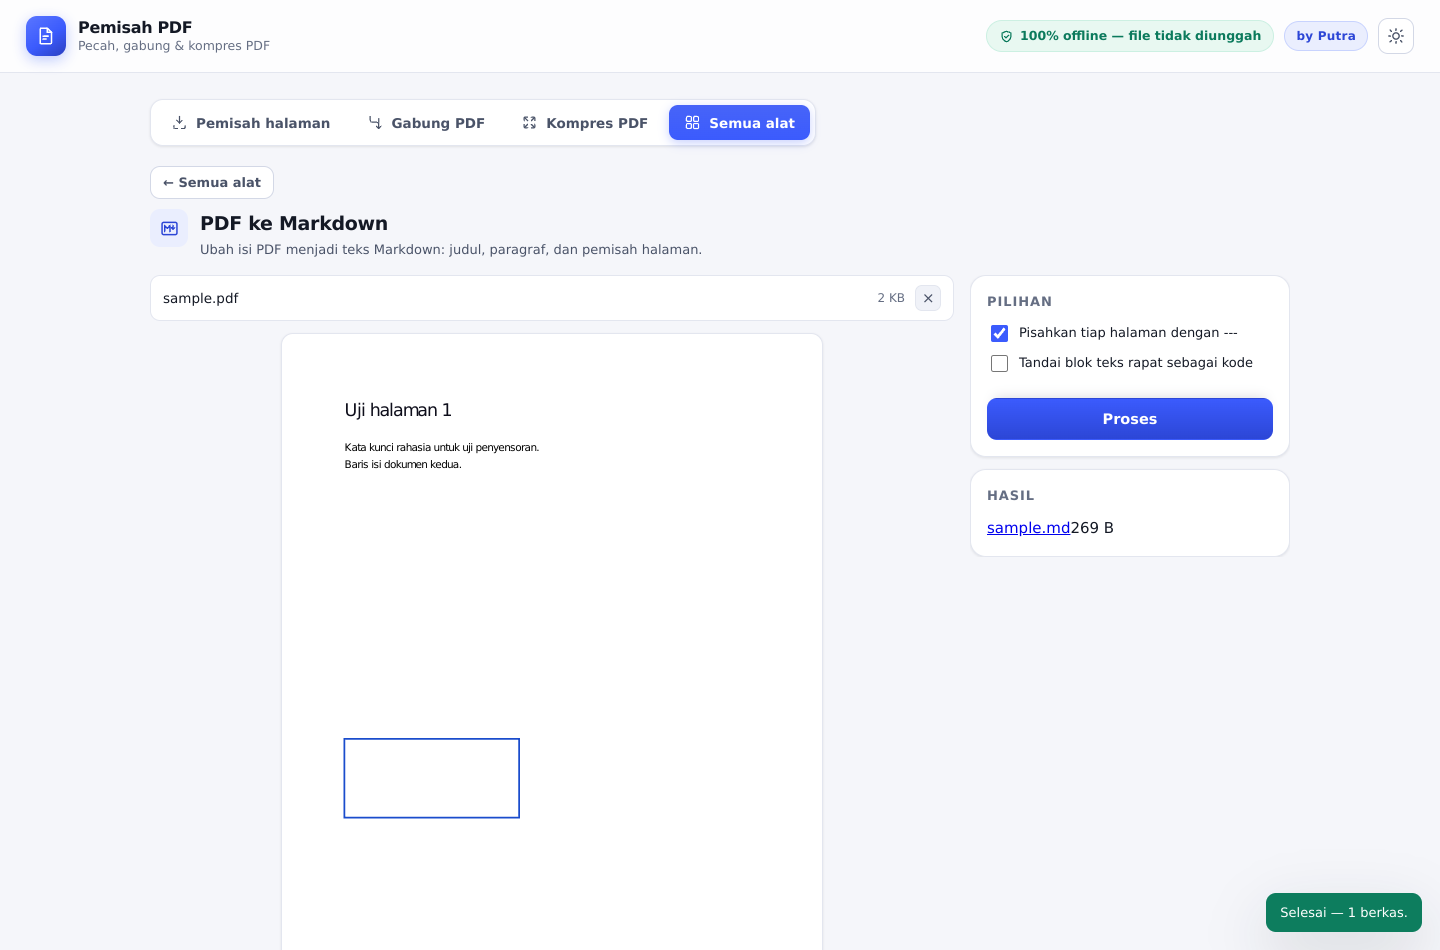 Pemisah PDF
Pecah, gabung & kompres PDF
100% offline — file tidak diunggah
by Putra
Pemisah halaman
Gabung PDF
Kompres PDF
Semua alat
← Semua alat
M
PDF ke Markdown
Ubah isi PDF menjadi teks Markdown: judul, paragraf, dan pemisah halaman.
sample.pdf
2 KB
×
Uji halaman 1
Kata kunci rahasia untuk uji penyensoran.
Baris isi dokumen kedua.
PILIHAN
Pisahkan tiap halaman dengan ---
Tandai blok teks rapat sebagai kode
Proses
HASIL
sample.md269 B
Selesai — 1 berkas.